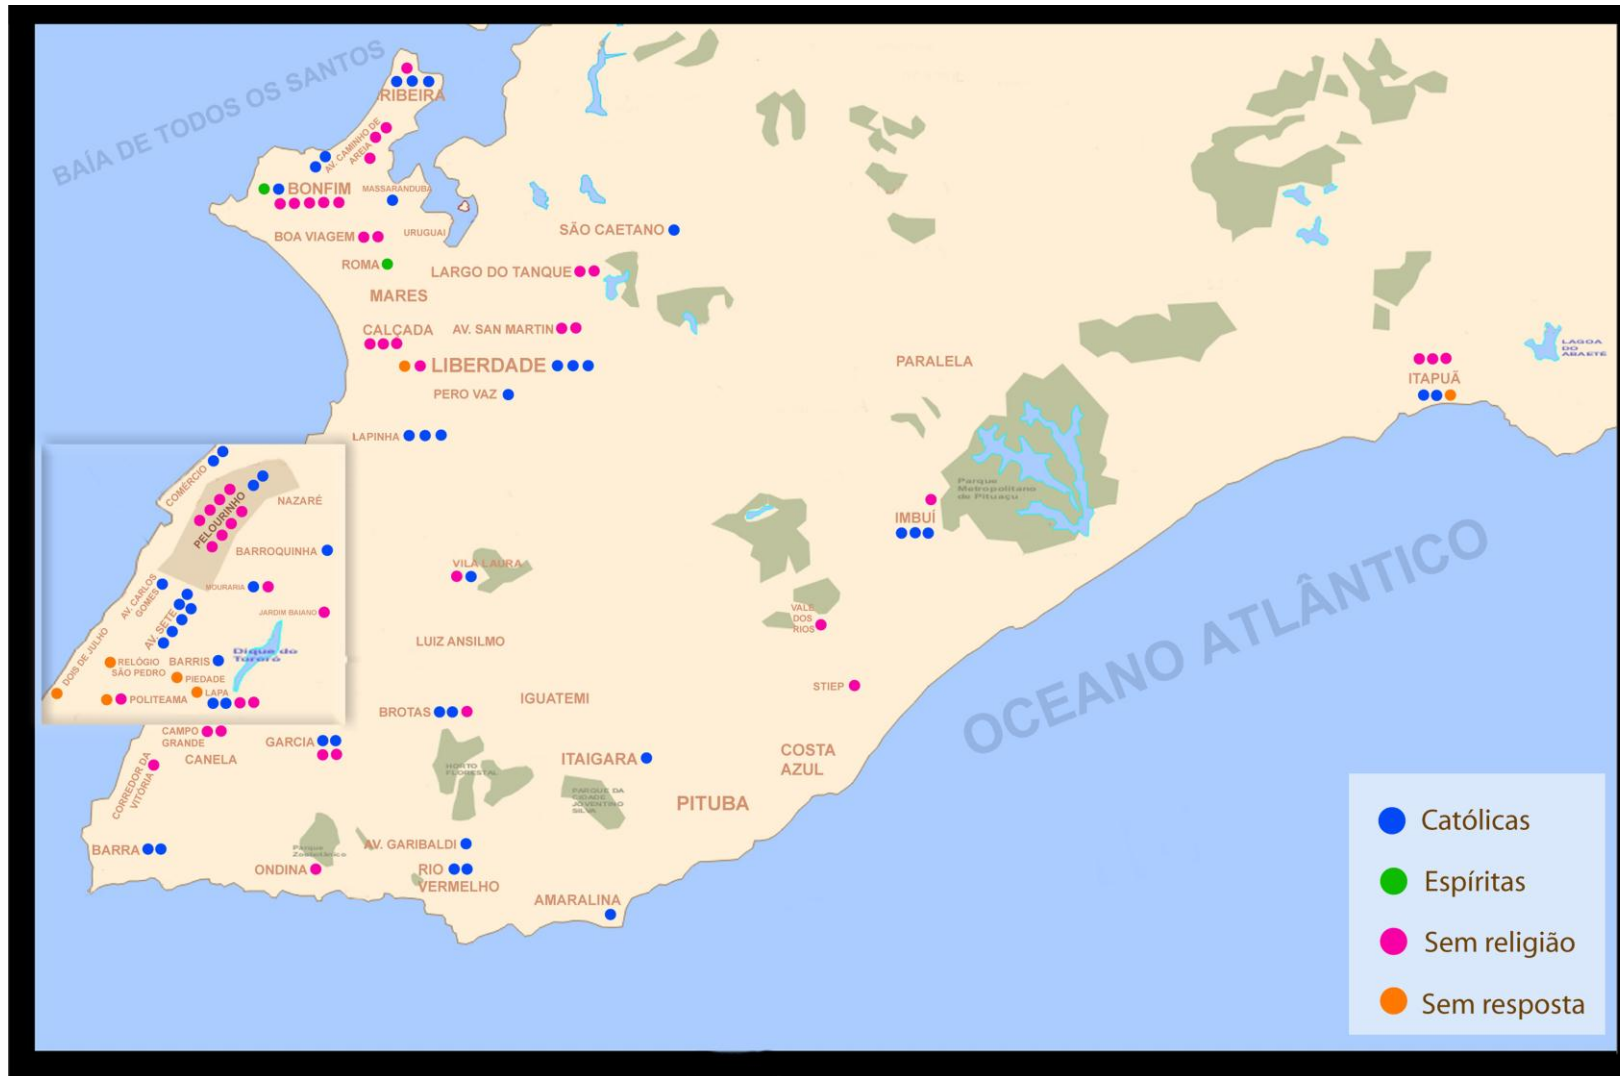 BAÍA DE TODOS OS SANTOS
RIBEIRA
AV. CAMINHO DE
AREIA
BONFIM
MASSARANDUBA
BOA VIAGEM
URUGUAI
SÃO CAETANO
ROMA
LARGO DO TANQUE
MARES
CALÇADA
AV. SAN MARTIN
LIBERDADE
PERO VAZ
LAPINHA
PARALELA
LAGOA
DO
ABAETÉ
ITAPUÃ
Parque
Metropolitano
de Pituaçu
IMBUÍ
COMÉRCIO
PELOURINHO
NAZARÉ
BARROQUINHA
AV. CARLOS
GOMES
MOURARIA
JARDIM BAIANO
AV. SETE
DOIS DE JULHO
RELÓGIO
SÃO PEDRO
BARRIS
Dique do
Tororó
PIEDADE
LAPA
POLITEAMA
VILA LAURA
LUIZ ANSILMO
VALE
DOS
RIOS
STIEP
IGUATEMI
BROTAS
CAMPO
GRANDE
GARCIA
CANELA
CORREDOR DA
VITÓRIA
HORTO
FLORESTAL
ITAIGARA
COSTA
AZUL
PARQUE DA
CIDADE
JOVENTINO
SILVA
PITUBA
BARRA
Parque
Zoobotânico
AV. GARIBALDI
ONDINA
RIO
VERMELHO
AMARALINA
OCEANO ATLÂNTICO
Católicas
Espíritas
Sem religião
Sem resposta